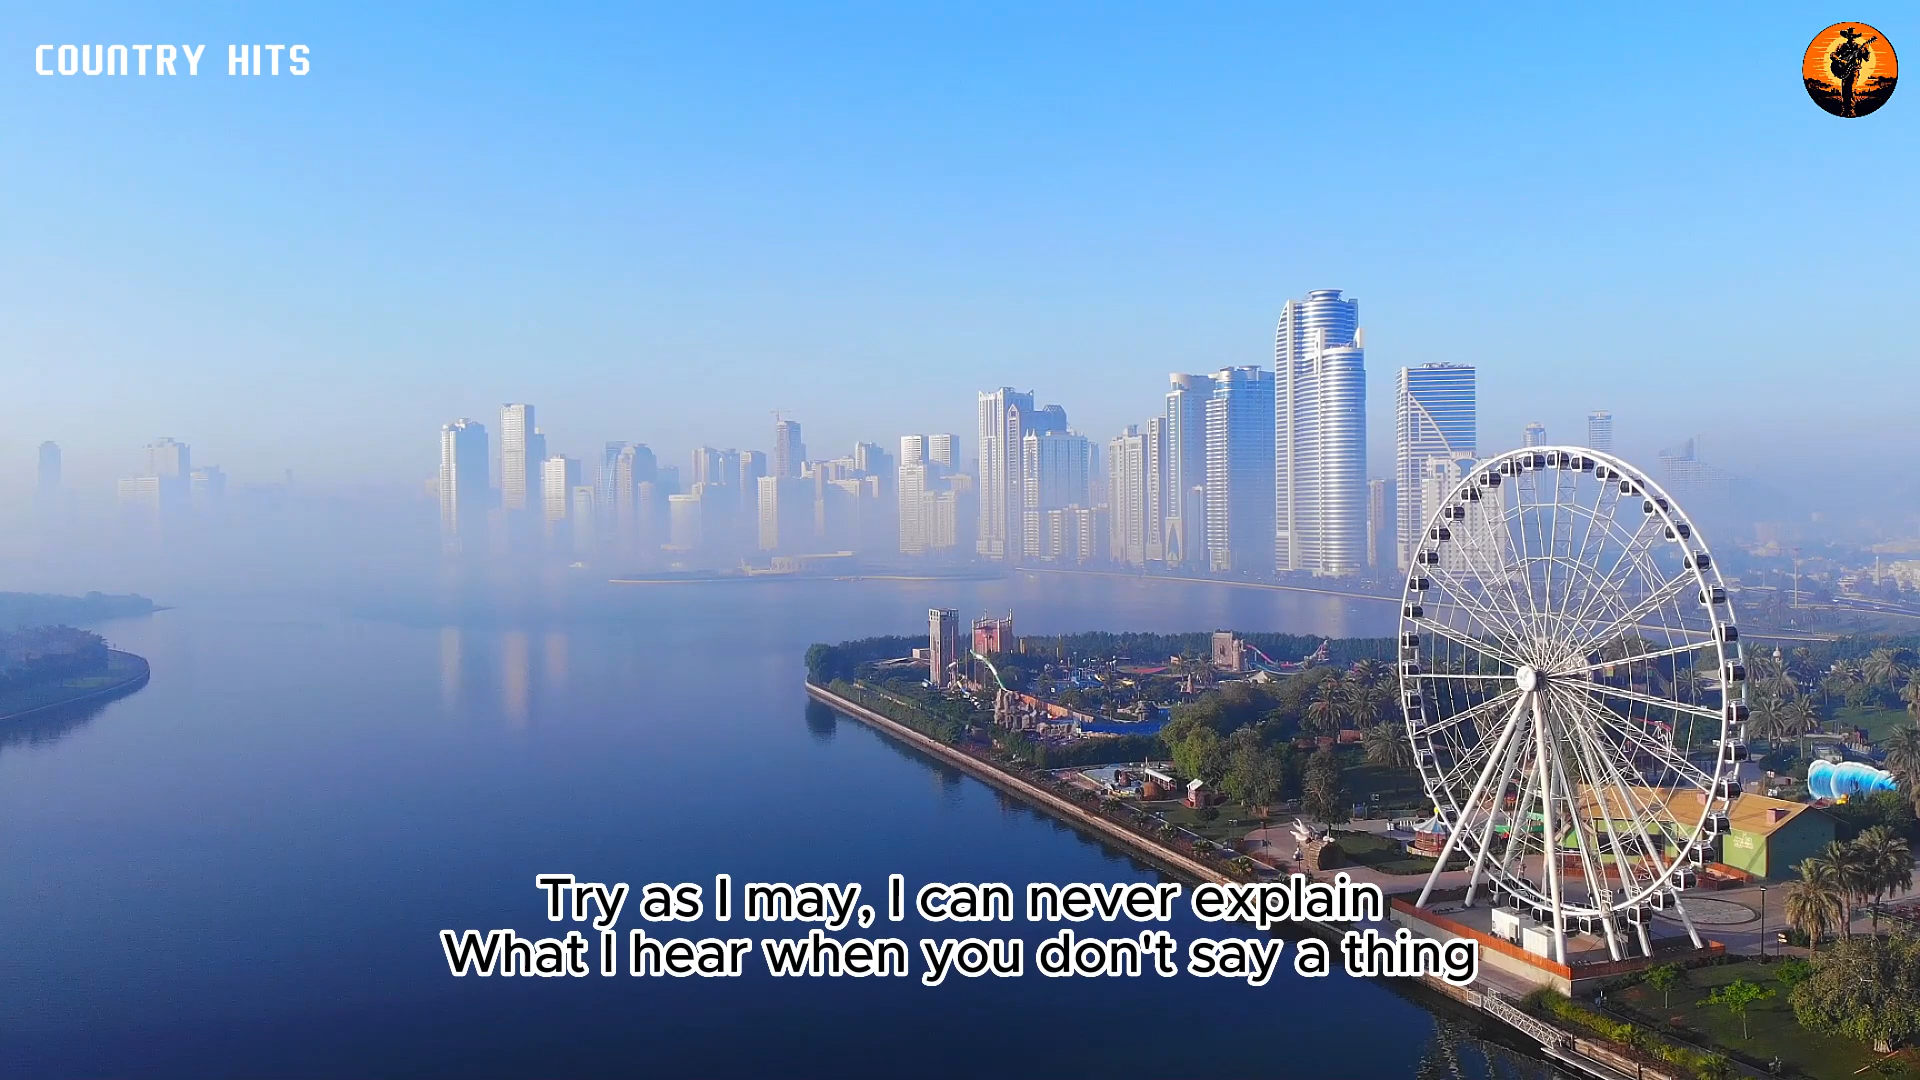 COUNTRY HITS
Try as I may, I can never explain
What I hear when you don't say a thing